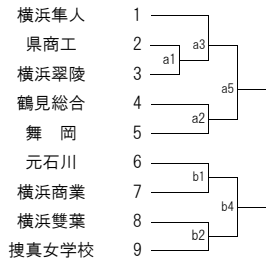 横浜隼人 1
県商工 2
横浜翠陵 3
鶴見総合 4
舞　岡 5
元石川 6
横浜商業 7
横浜雙葉 8
捜真女学校 9
a3
a1
a5
a2
b1
b4
b2